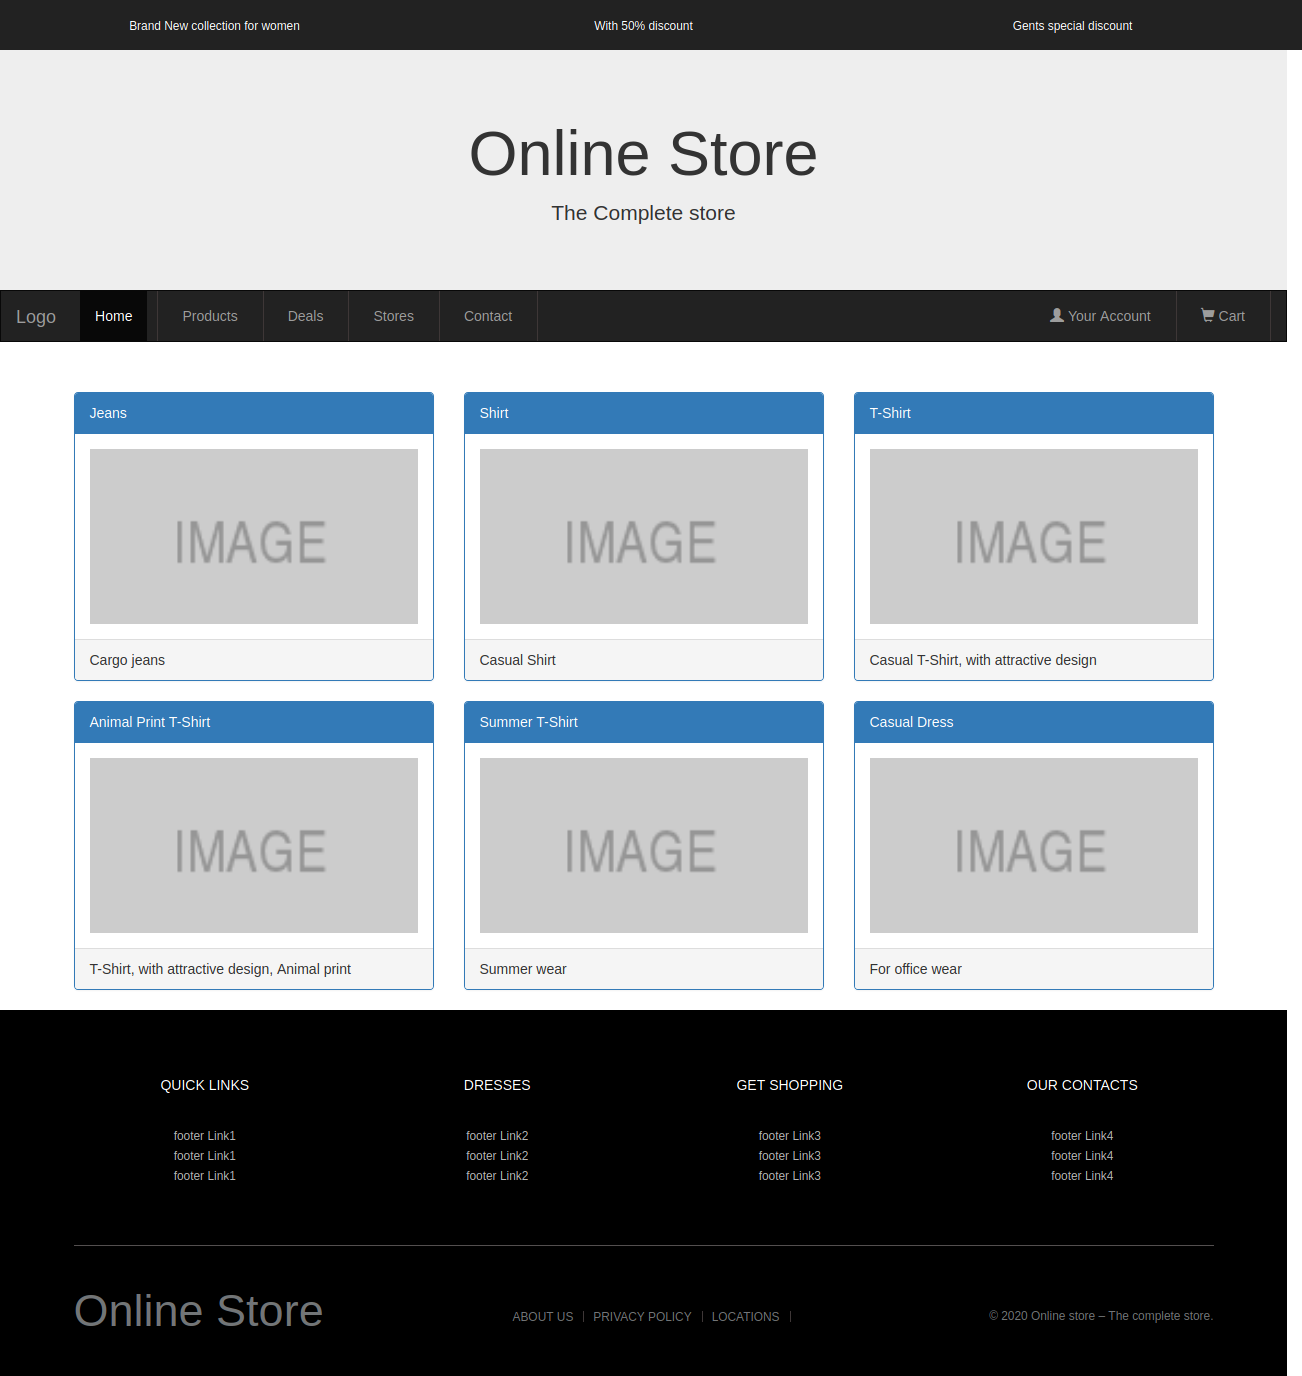 Brand New collection for women With 50% discount Gents special discount
Online Store
The Complete store
Logo Home Products Deals Stores Contact Your Account Cart
Jeans Shirt T-Shirt
IMAGE IMAGE IMAGE
Cargo jeans Casual Shirt Casual T-Shirt, with attractive design
Animal Print T-Shirt Summer T-Shirt Casual Dress
IMAGE IMAGE IMAGE
T-Shirt, with attractive design, Animal print Summer wear For office wear
QUICK LINKS DRESSES GET SHOPPING OUR CONTACTS
footer Link1 footer Link2 footer Link3 footer Link4
footer Link1 footer Link2 footer Link3 footer Link4
footer Link1 footer Link2 footer Link3 footer Link4
Online Store ABOUT US PRIVACY POLICY LOCATIONS © 2020 Online store – The complete store.